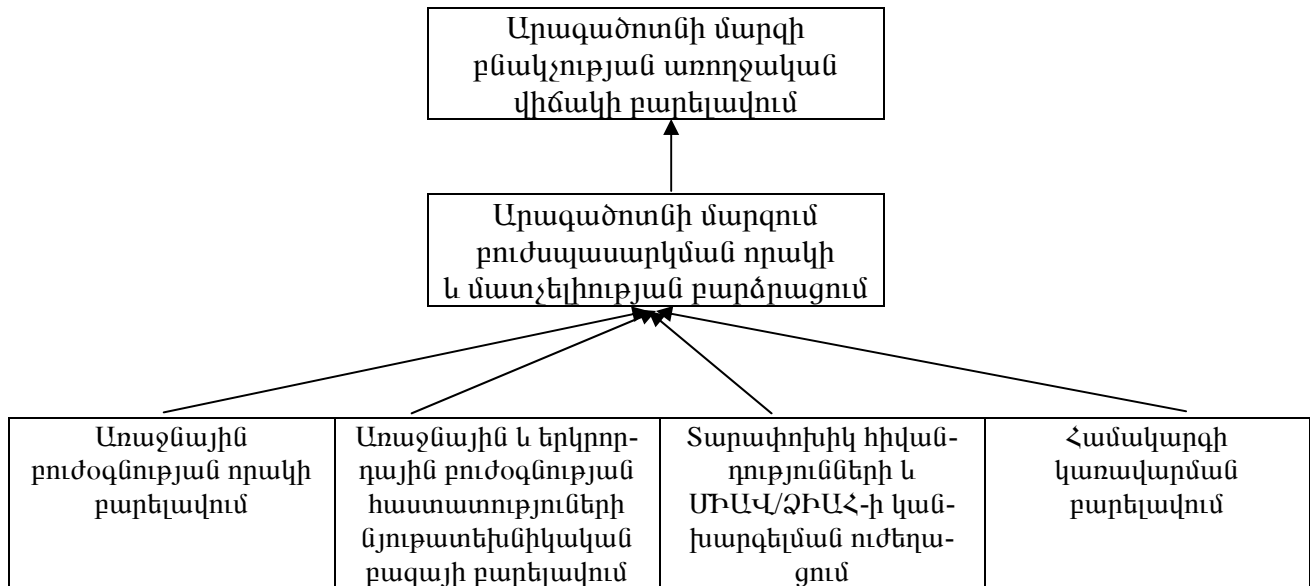 Արագածոտնի մարզի
բնակչության առողջական
վիճակի բարելավում
Արագածոտնի մարզում
բուժսպասարկման որակի
և մատչելիության բարձրացում
Առաջնային
բուժօգնության որակի
բարելավում
Առաջնային և երկրոր-
դային բուժօգնության
հաստատություների
նյութատեխնիկական
բազայի բարելավում
Տարափոխիկ հիվան-
դությունների և
ՄԻԱՎ/ՁԻԱՀ-ի կան-
խարգելման ուժեղա-
ցում
Համակարգի
կառավարման
բարելավում